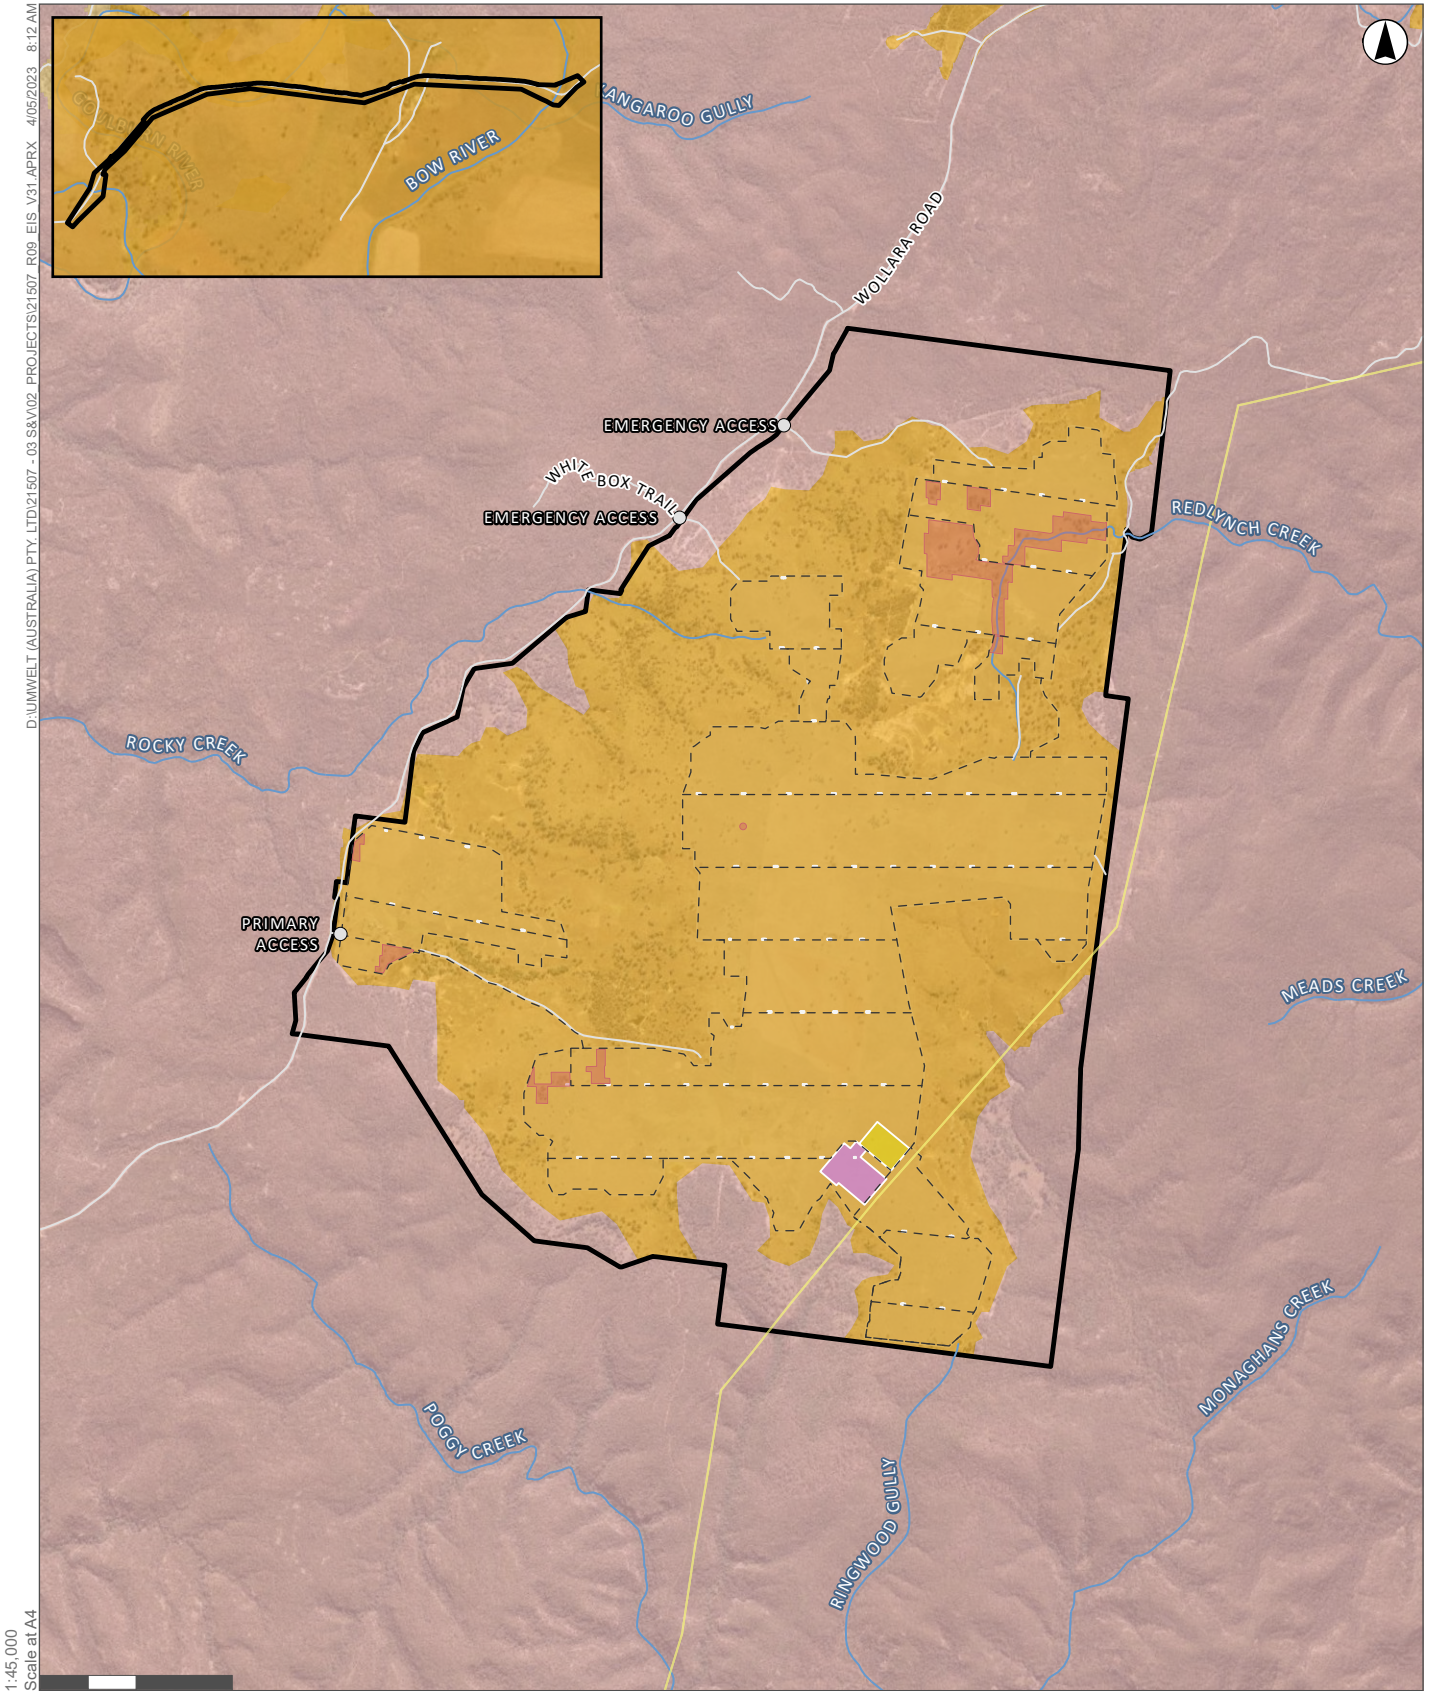 D:\UMWELT (AUSTRALIA) PTY. LTD\21507 - 03 S&V\02 PROJECTS\21507_R09_EIS_V31.APRX 4/05/2023 8:12 AM
GOULBURN RIVER
BOW RIVER
KANGAROO GULLY
WOLLARA ROAD
EMERGENCY ACCESS
WHITE BOX TRAIL
EMERGENCY ACCESS
REDLYNCH CREEK
ROCKY CREEK
PRIMARY
ACCESS
MEADS CREEK
MONAGHANS CREEK
POGGY CREEK
RINGWOOD GULLY
1:45,000
Scale at A4